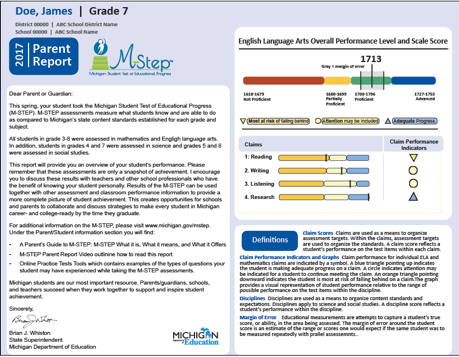 Doe, James | Grade 7
District 00000 | ABC School District Name
School 00000 | ABC School Name
2017 Parent
Report
M-Step
Michigan Student Test of Educational Progress
Dear Parent or Guardian:
This spring, your student took the Michigan Student Test of Educational Progress
(M-STEP). M-STEP assessments measure what students know and are able to do
as compared to Michigan's state content standards established for each grade and
subject.
All students in grade 3-8 were assessed in mathematics and English language arts.
In addition, students in grades 4 and 7 were assessed in science and grades 5 and 8
were assessed in social studies.
This report will provide you an overview of your student's performance. Please
remember that these assessments are only a snapshot of achievement. I encourage
you to discuss these results with teachers and other school professionals who have
the benefit of knowing your student personally. Results of the M-STEP can be used
together with other assessment and classroom performance information to provide a
more complete picture of student achievement. This creates opportunities for schools
and parents to collaborate and discuss strategies to make every student in Michigan
career- and college-ready by the time they graduate.
For additional information on the M-STEP, please visit www.michigan.gov/mstep.
Under the Parent/Student information section you will find:
• A Parent's Guide to M-STEP: M-STEP What it is, What it means, and What it Offers
• M-STEP Parent Report Video outline how to read this report
• Online Practice Tests Tools which contains examples of the types of questions your
student may have experienced while taking the M-STEP assessments.
Michigan students are our most important resource. Parents/guardians, schools,
and teachers succeed when they work together to support and inspire student
achievement.
Sincerely,
Brian J. Whiston
State Superintendent
Michigan Department of Education
MICHIGAN
Department of Education
English Language Arts Overall Performance Level and Scale Score
1713
Gray = margin of error
1618-1679
Not Proficient
1680-1699
Partially
Proficient
1700-1726
Proficient
1727-1753
Advanced
Most at risk of falling behind
Attention may be included
Adequate Progress
Claims
Claim Performance
Indicators
1: Reading
2. Writing
3. Listening
4. Research
Definitions
Claim Scores Claims are used as a means to organize
assessment targets. Within the claims, assessment targets
are used to organize the standards. A claim score reflects a
student's performance on the test items within each claim.
Claim Performance Indicators and Graphs Claim performance for individual ELA and
mathematics claims are indicated by a symbol. A blue triangle pointing up indicates
the student is making adequate progress on a claim. A circle indicates attention may
be indicated for a student to continue meeting the claim. An orange triangle pointing
downward indicates the student is most at risk of falling behind on a claim. The graph
provides a visual representation of student performance relative to the range of
possible performance on the test items within the discipline.
Disciplines Disciplines are used as a means to organize content standards and
expectations. Disciplines apply to science and social studies. A discipline score reflects a
student's performance within the discipline.
Margin of Error Educational measurements are attempts to capture a student's true
score, or ability, in the area being assessed. The margin of error around the student
score is an estimate of the range or scores one would expect if the same student was to
be measured repeatedly with parallel assessments..